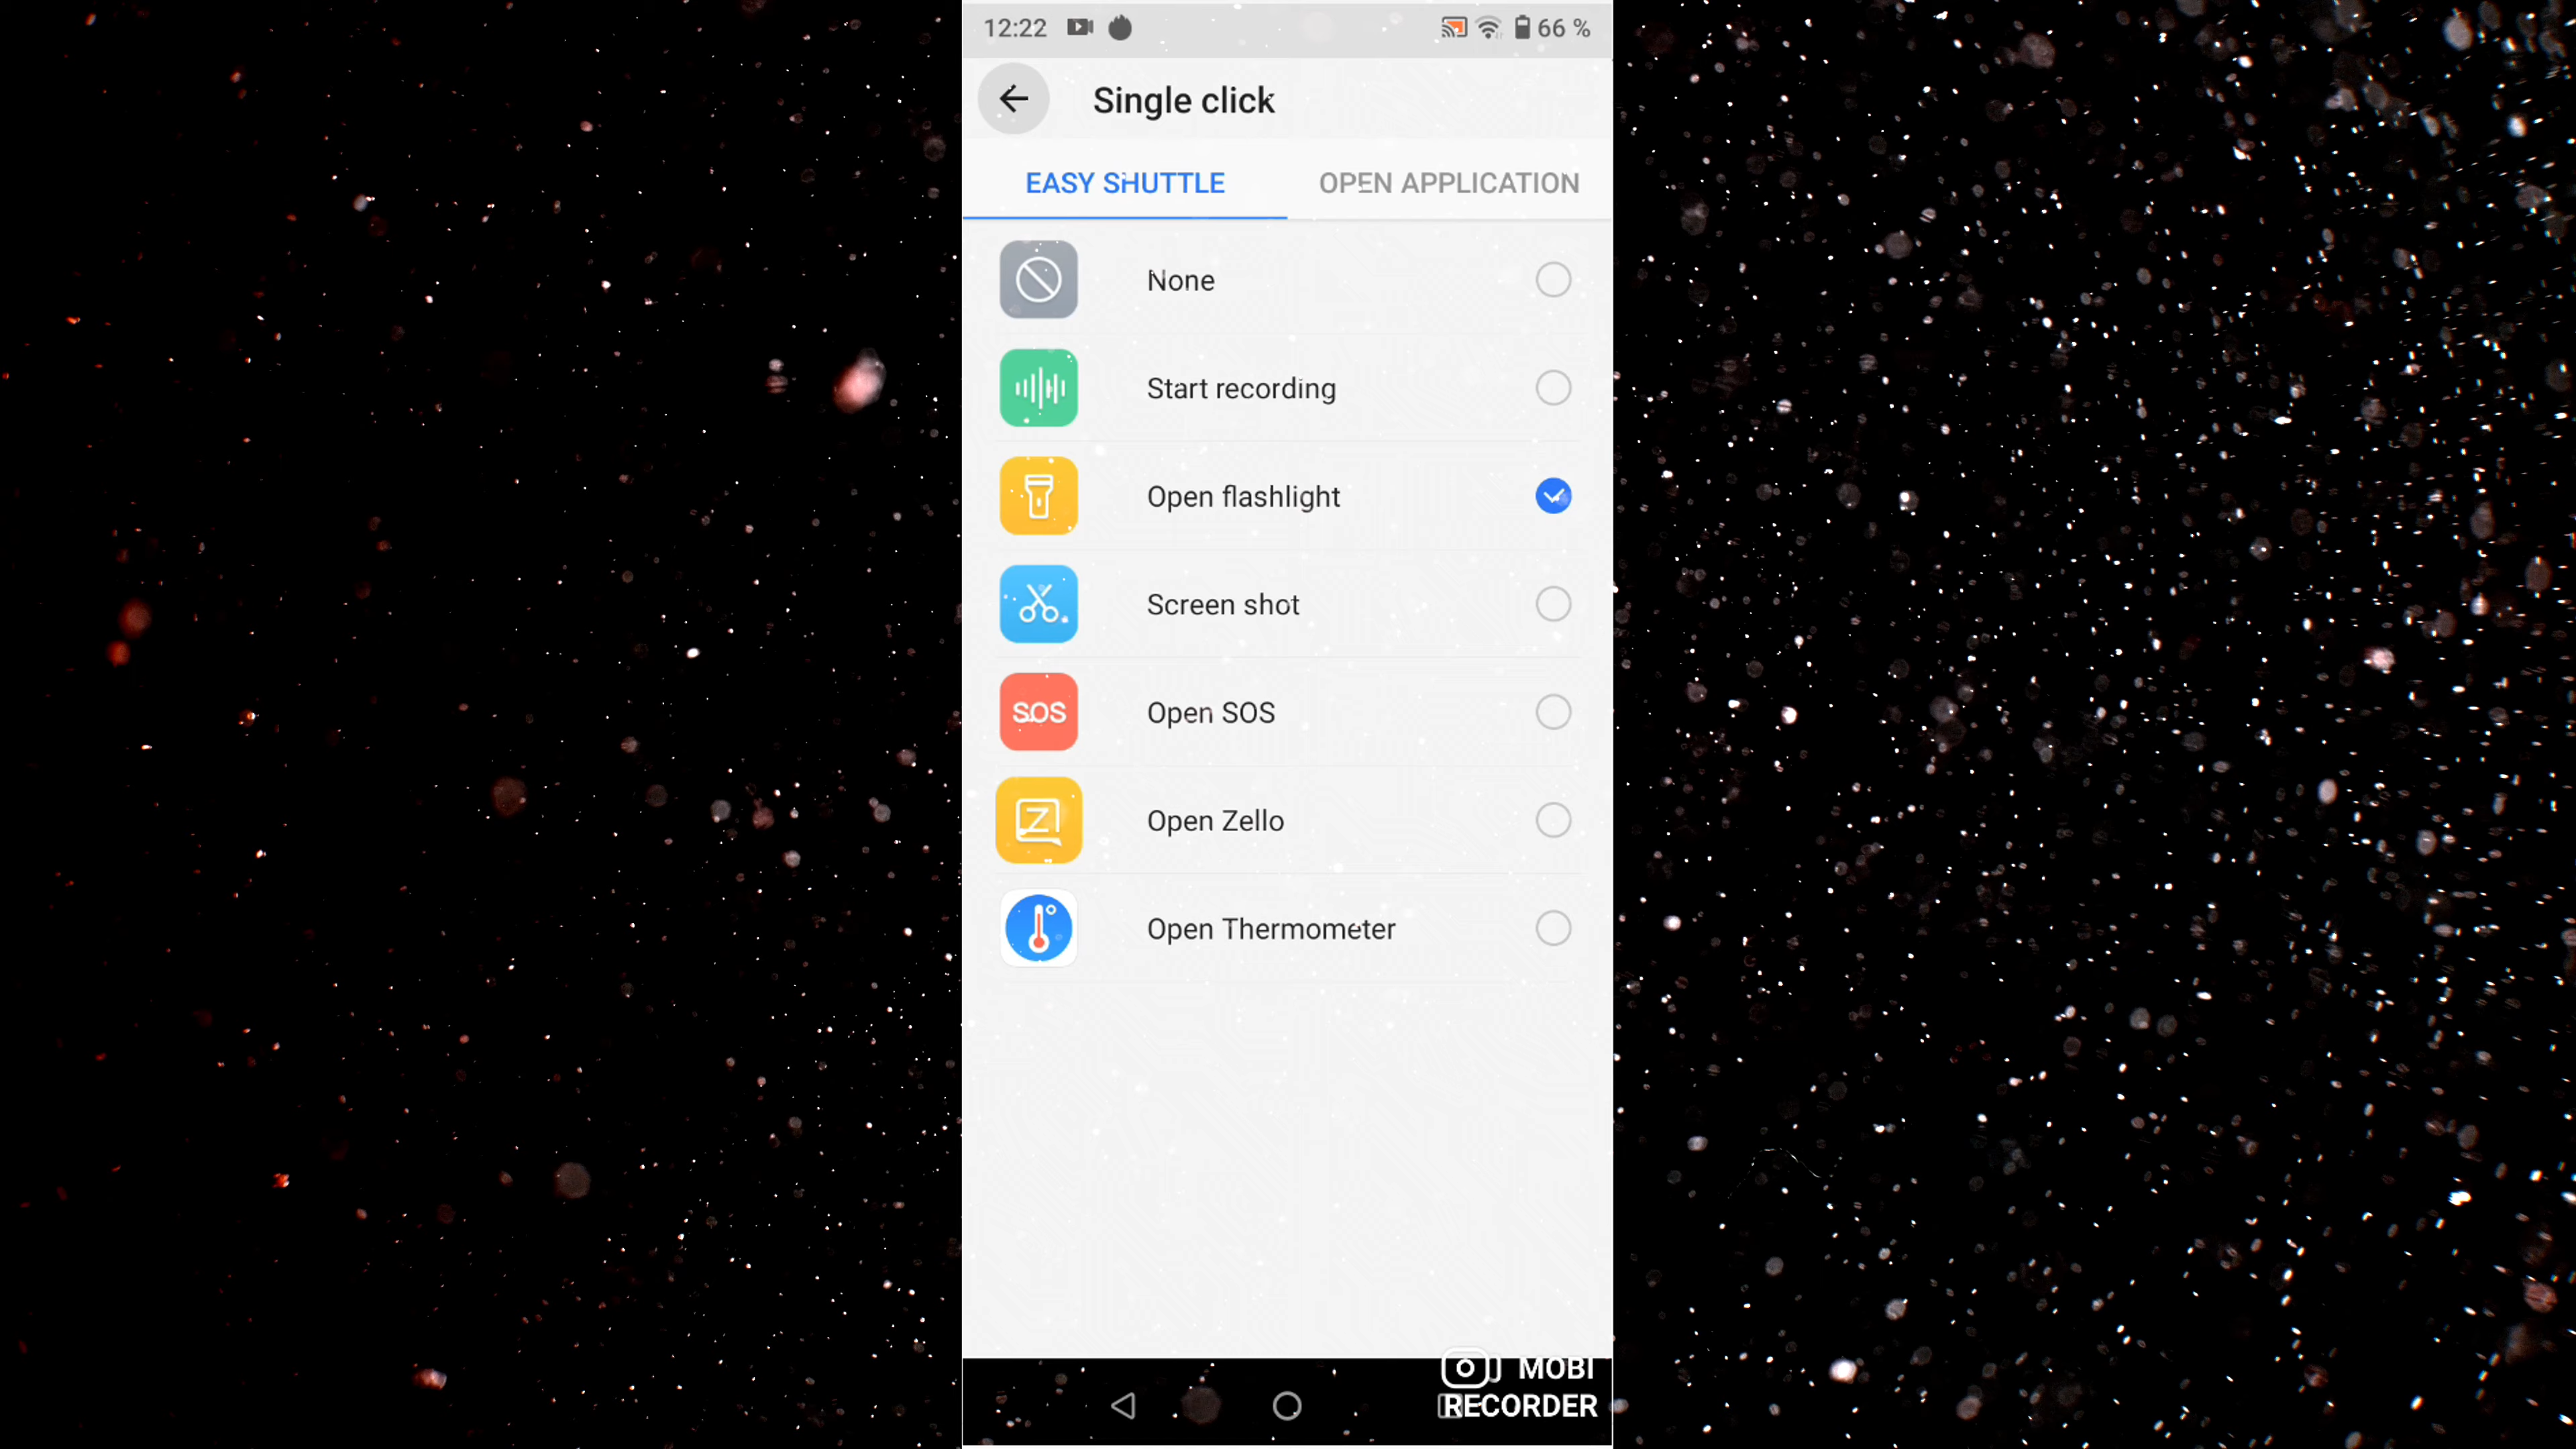 12:22 66 %
Single click
EASY SHUTTLE OPEN APPLICATION
None
Start recording
Open flashlight
Screen shot
SOS Open SOS
Z Open Zello
Open Thermometer
MOBI
RECORDER